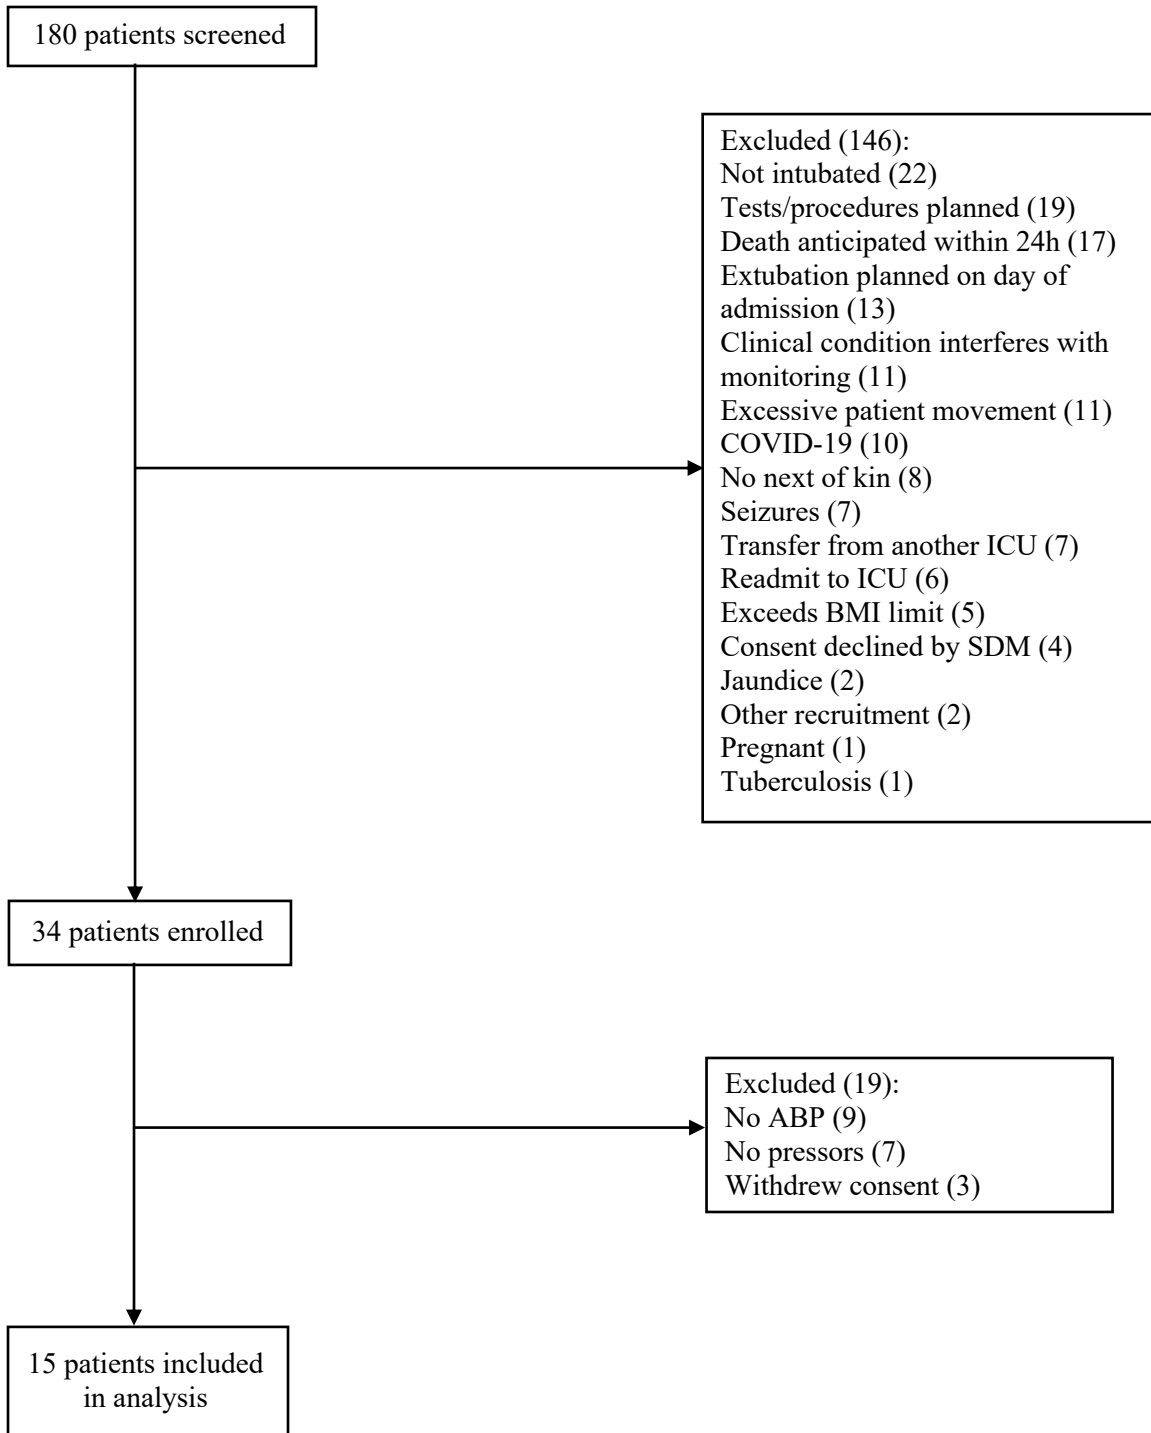 180 patients screened
Excluded (146):
Not intubated (22)
Tests/procedures planned (19)
Death anticipated within 24h (17)
Extubation planned on day of
admission (13)
Clinical condition interferes with
monitoring (11)
Excessive patient movement (11)
COVID-19 (10)
No next of kin (8)
Seizures (7)
Transfer from another ICU (7)
Readmit to ICU (6)
Exceeds BMI limit (5)
Consent declined by SDM (4)
Jaundice (2)
Other recruitment (2)
Pregnant (1)
Tuberculosis (1)
34 patients enrolled
Excluded (19):
No ABP (9)
No pressors (7)
Withdrew consent (3)
15 patients included
in analysis